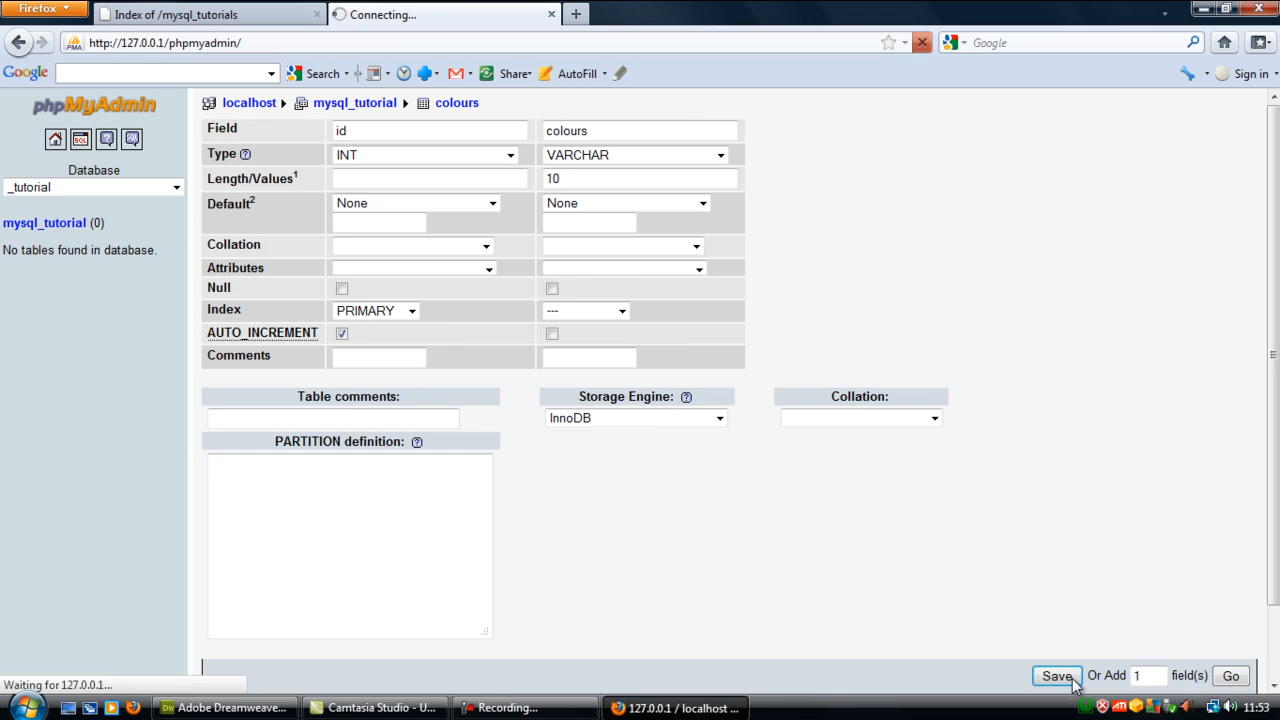 Firefox
Index of /mysql_tutorials
Connecting...
http://127.0.0.1/phpmyadmin/
Google
Google
Search
Share
AutoFill
Sign in
phpMyAdmin
localhost
mysql_tutorial
colours
SQL
Database
_tutorial
mysql_tutorial (0)
No tables found in database.
Field
id
colours
Type
INT
VARCHAR
Length/Values1
10
Default2
None
None
Collation
Attributes
Null
Index
PRIMARY
---
AUTO_INCREMENT
Comments
Table comments:
Storage Engine:
Collation:
InnoDB
PARTITION definition:
Save
Or Add
1
field(s)
Go
Waiting for 127.0.0.1...
Adobe Dreamweave...
Camtasia Studio - U...
Recording...
127.0.0.1 / localhost ...
ATI
11:53